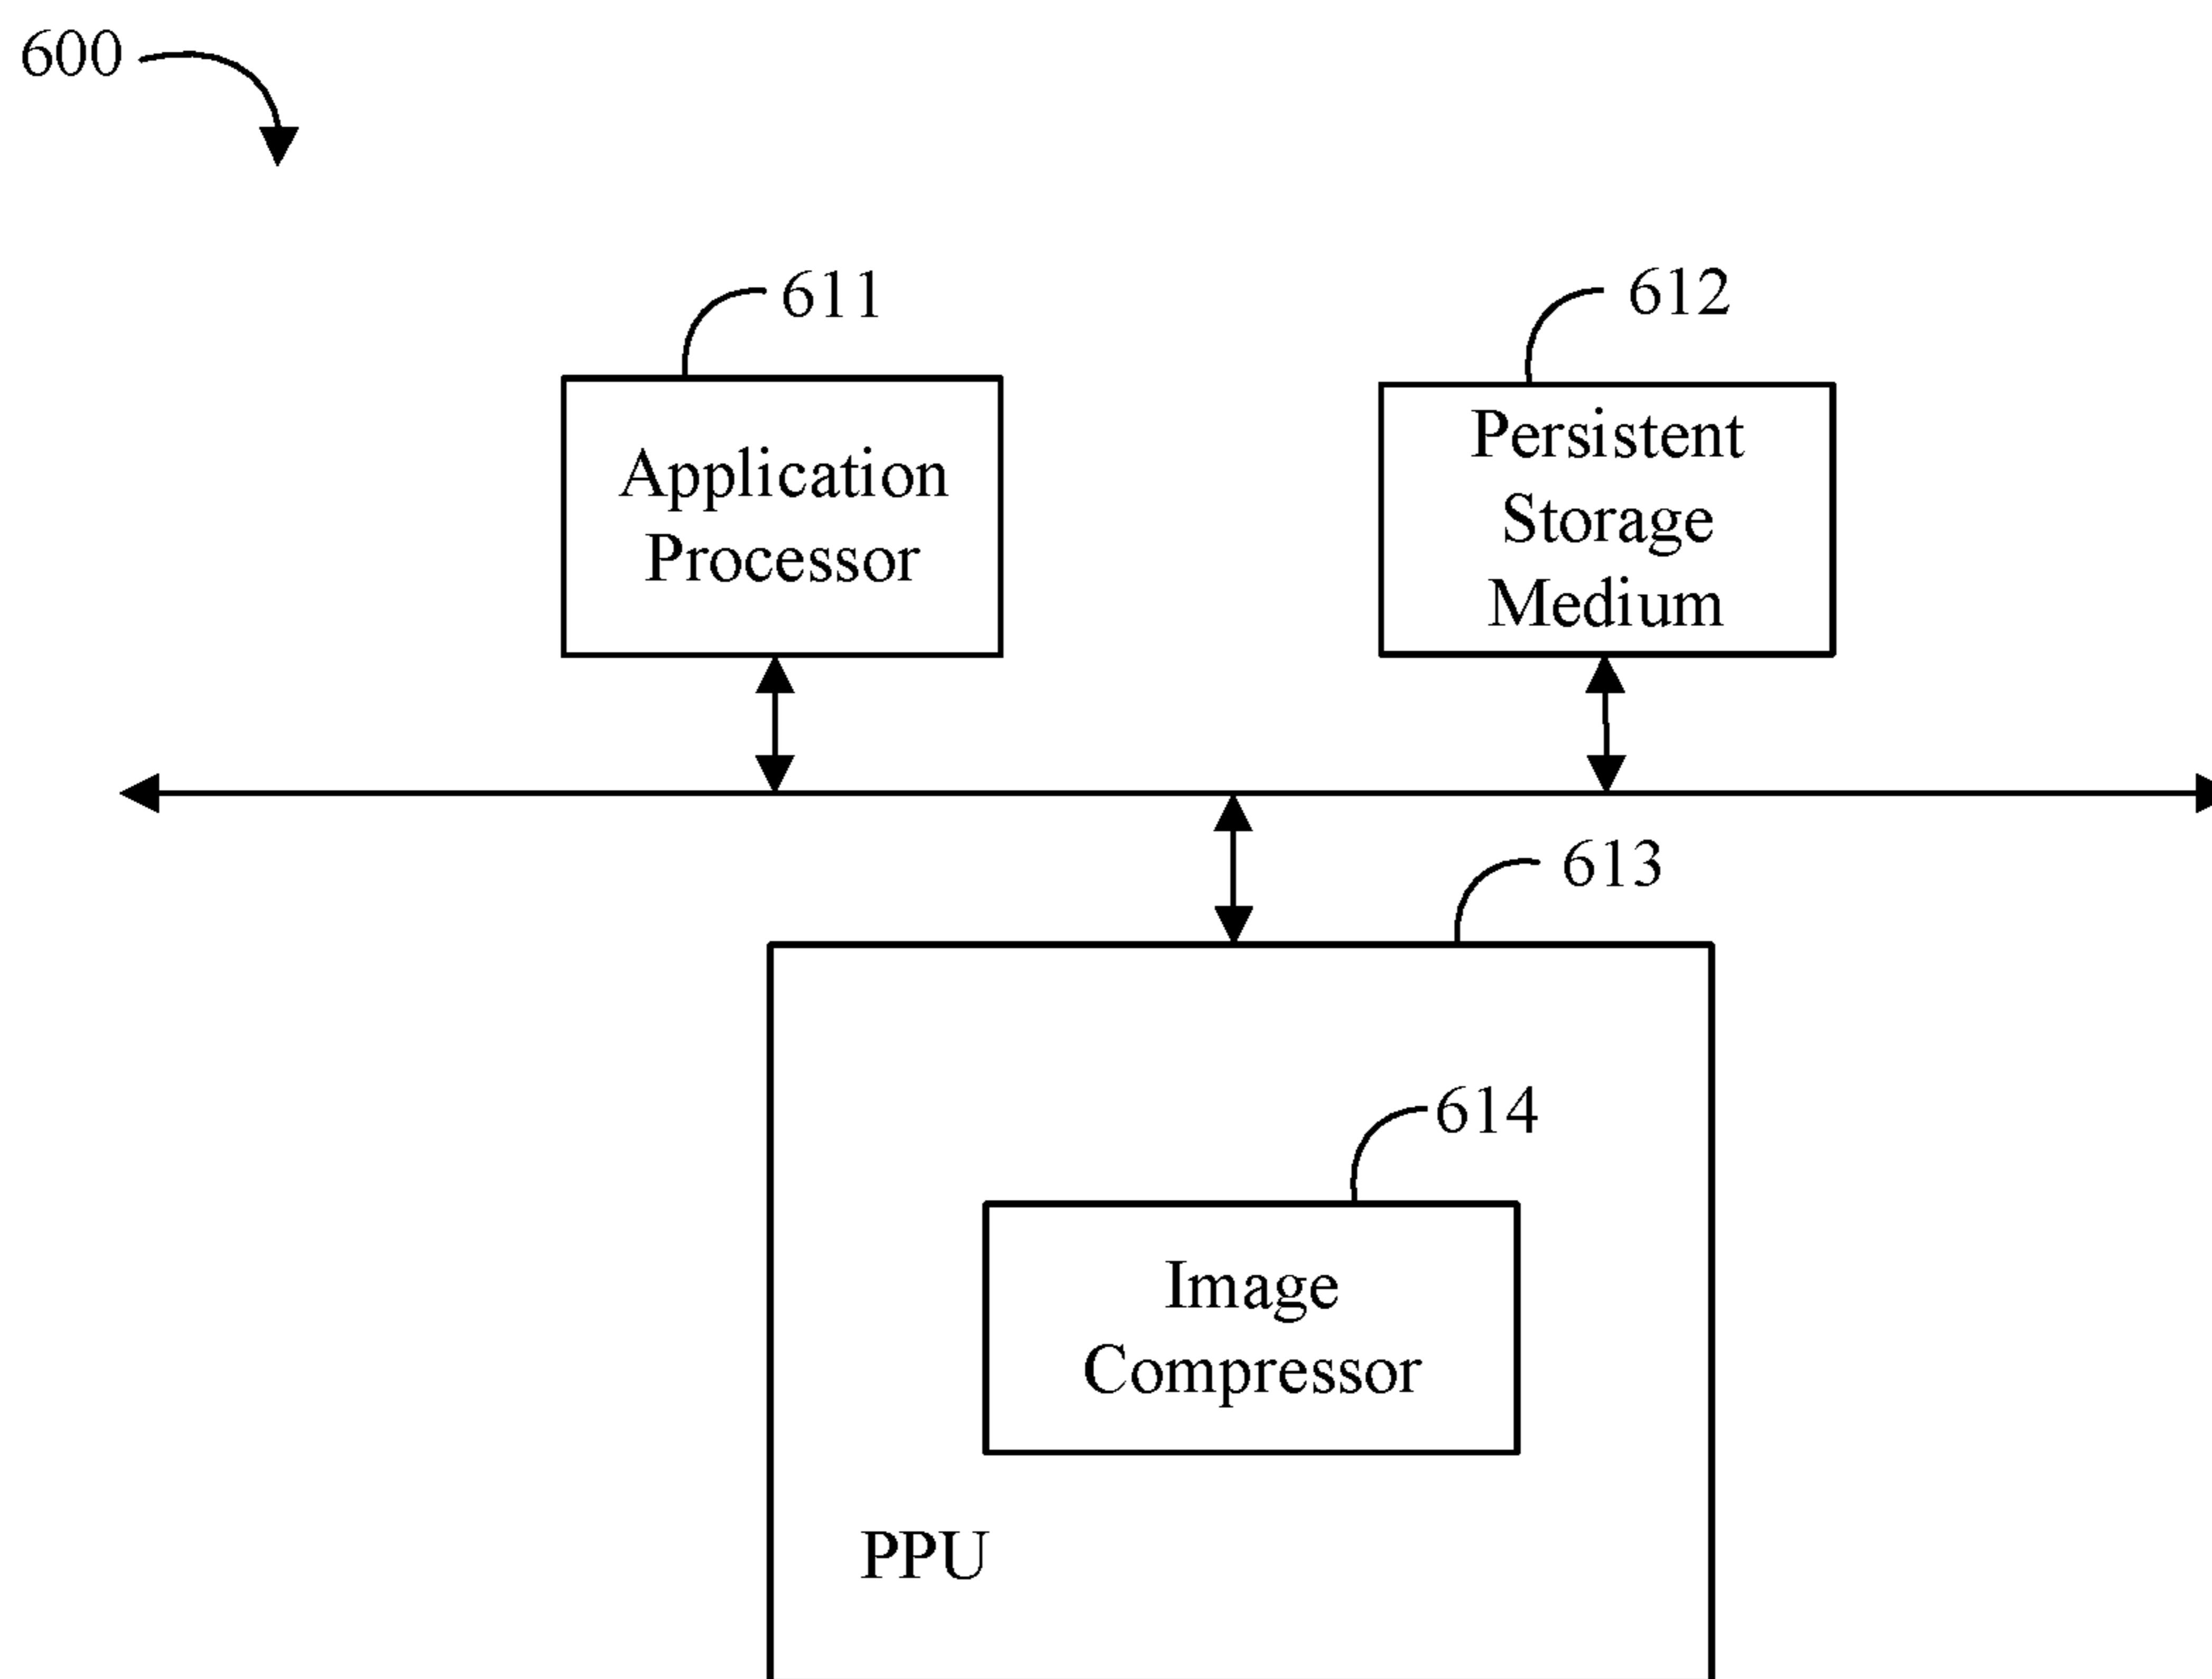 600
611
612
Application
Processor
Persistent
Storage
Medium
613
614
Image
Compressor
PPU